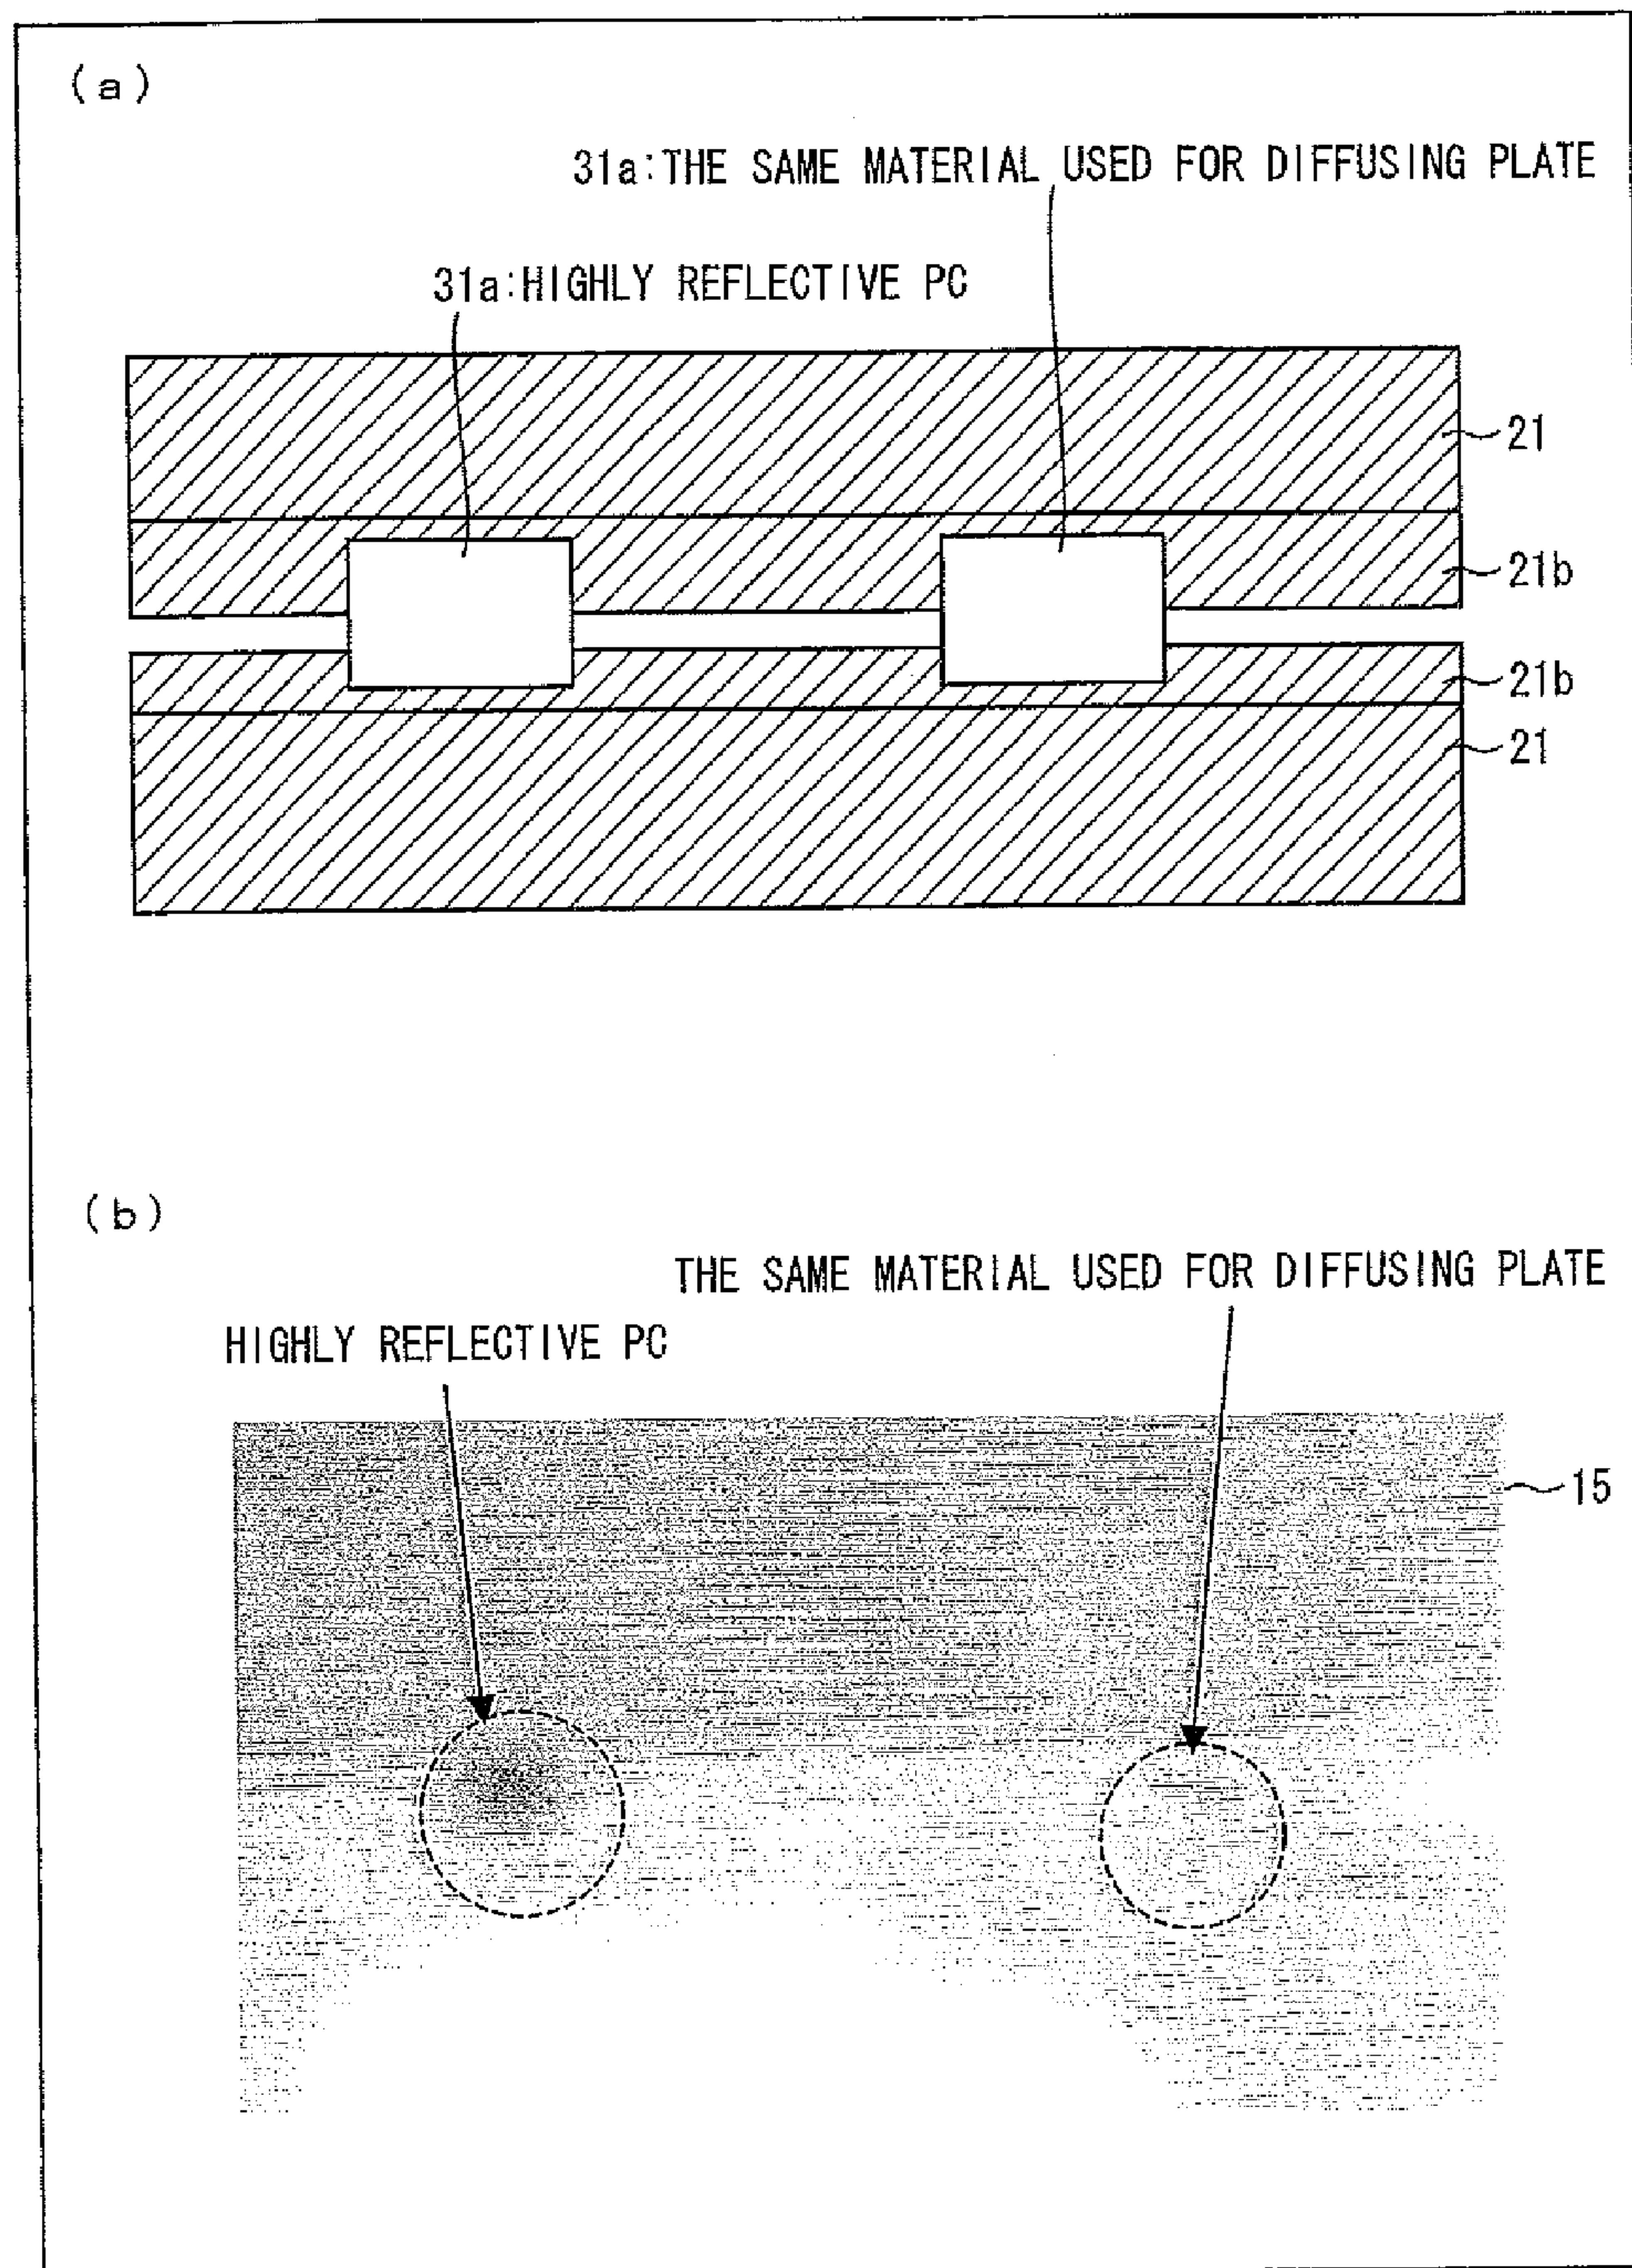 (a)
31a:THE SAME MATERIAL USED FOR DIFFUSING PLATE
31a:HIGHLY REFLECTIVE PC
21
21b
21b
21
(b)
THE SAME MATERIAL USED FOR DIFFUSING PLATE
HIGHLY REFLECTIVE PC
15